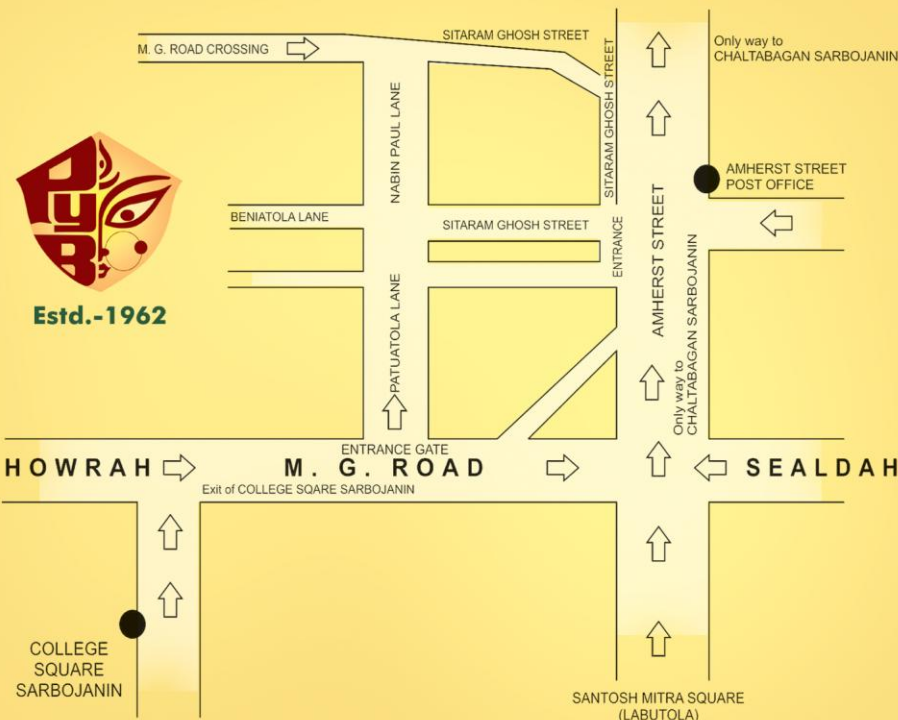 SITARAM GHOSH STREET
M. G. ROAD CROSSING
Only way to
CHALTABAGAN SARBOJANIN
SITARAM GHOSH STREET
NABIN PAUL LANE
PyB
Estd.-1962
AMHERST STREET
POST OFFICE
BENIATOLA LANE
SITARAM GHOSH STREET
ENTRANCE
AMHERST STREET
PATUATOLA LANE
Only way to
CHALTABAGAN SARBOJANIN
ENTRANCE GATE
HOWRAH
M. G. ROAD
SEALDAH
Exit of COLLEGE SQARE SARBOJANIN
COLLEGE
SQUARE
SARBOJANIN
SANTOSH MITRA SQUARE
(LABUTOLA)